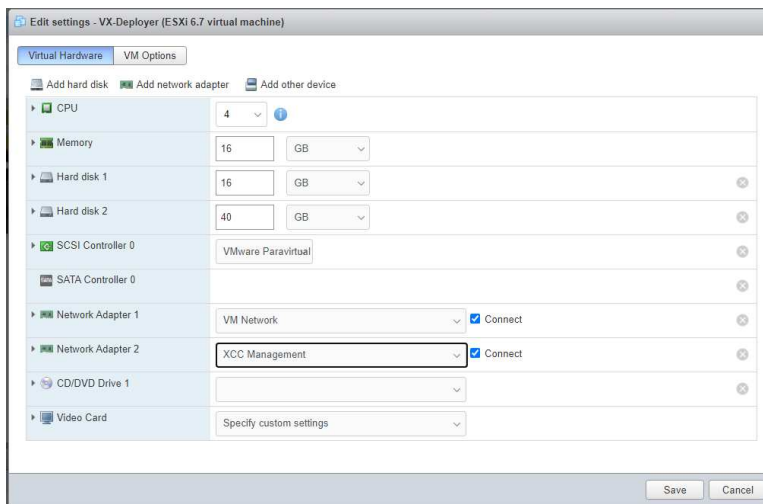 Edit settings - VX-Deployer (ESXi 6.7 virtual machine)
Virtual Hardware VM Options
Add hard disk Add network adapter Add other device
CPU 4
Memory 16 GB
Hard disk 1 16 GB
Hard disk 2 40 GB
SCSI Controller 0 VMware Paravirtual
SATA Controller 0
Network Adapter 1 VM Network Connect
Network Adapter 2 XCC Management Connect
CD/DVD Drive 1
Video Card Specify custom settings
Save Cancel